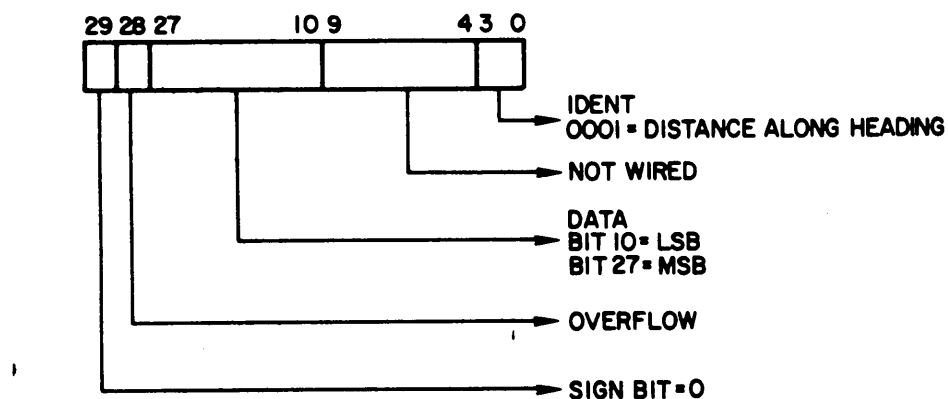 29 28 27 10 9 4 3 0
IDENT
0001 = DISTANCE ALONG HEADING
NOT WIRED
DATA
BIT 10 = LSB
BIT 27 = MSB
OVERFLOW
SIGN BIT = 0